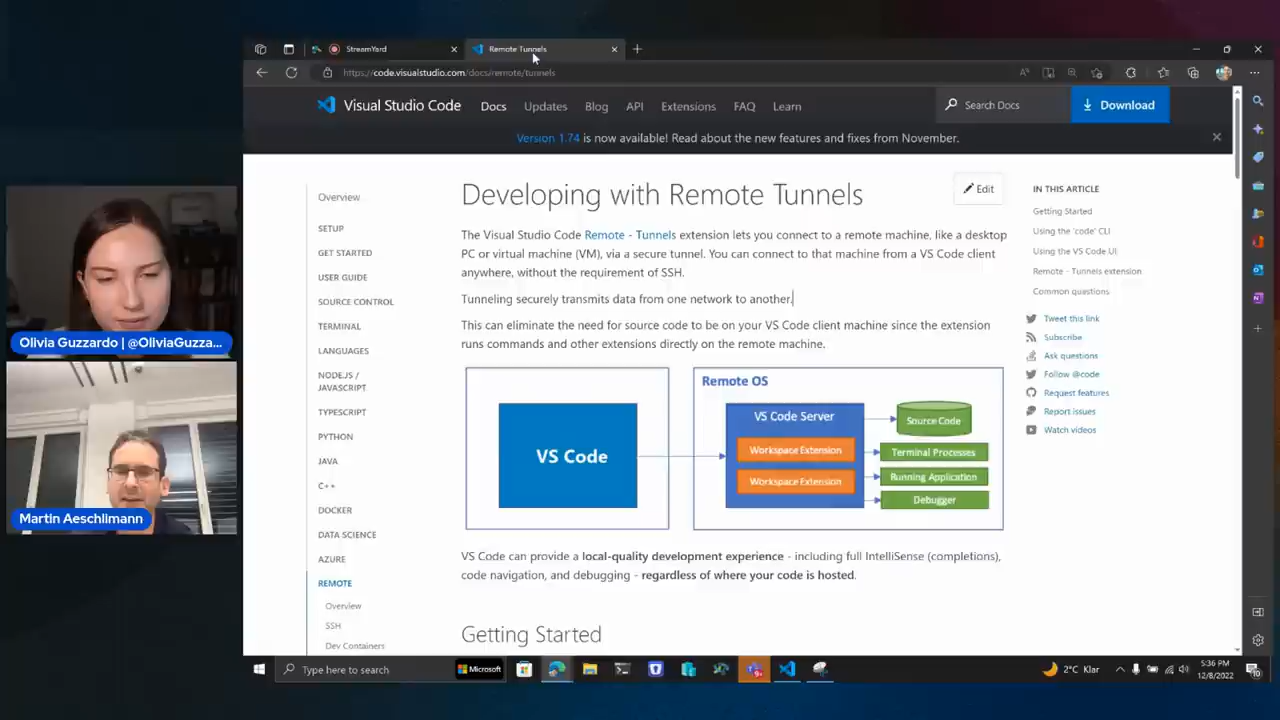 StreamYard
Remote Tunnels
https://code.visualstudio.com/docs/remote/tunnels
Visual Studio Code
Docs
Updates
Blog
API
Extensions
FAQ
Learn
Search Docs
Download
Version 1.74 is now available! Read about the new features and fixes from November.
Overview
SETUP
GET STARTED
USER GUIDE
SOURCE CONTROL
TERMINAL
LANGUAGES
NODE.JS /
JAVASCRIPT
TYPESCRIPT
PYTHON
JAVA
C++
DOCKER
DATA SCIENCE
AZURE
REMOTE
Overview
SSH
Dev Containers
Developing with Remote Tunnels
Edit
The Visual Studio Code Remote - Tunnels extension lets you connect to a remote machine, like a desktop
PC or virtual machine (VM), via a secure tunnel. You can connect to that machine from a VS Code client
anywhere, without the requirement of SSH.
Tunneling securely transmits data from one network to another.
This can eliminate the need for source code to be on your VS Code client machine since the extension
runs commands and other extensions directly on the remote machine.
VS Code
Remote OS
VS Code Server
Workspace Extension
Workspace Extension
Source Code
Terminal Processes
Running Application
Debugger
VS Code can provide a local-quality development experience - including full IntelliSense (completions),
code navigation, and debugging - regardless of where your code is hosted.
Getting Started
IN THIS ARTICLE
Getting Started
Using the 'code' CLI
Using the VS Code UI
Remote - Tunnels extension
Common questions
Tweet this link
Subscribe
Ask questions
Follow @code
Request features
Report issues
Watch videos
Olivia Guzzardo | @OliviaGuzza...
Martin Aeschlimann
Type here to search
Microsoft
2°C Klar
5:36 PM
12/8/2022